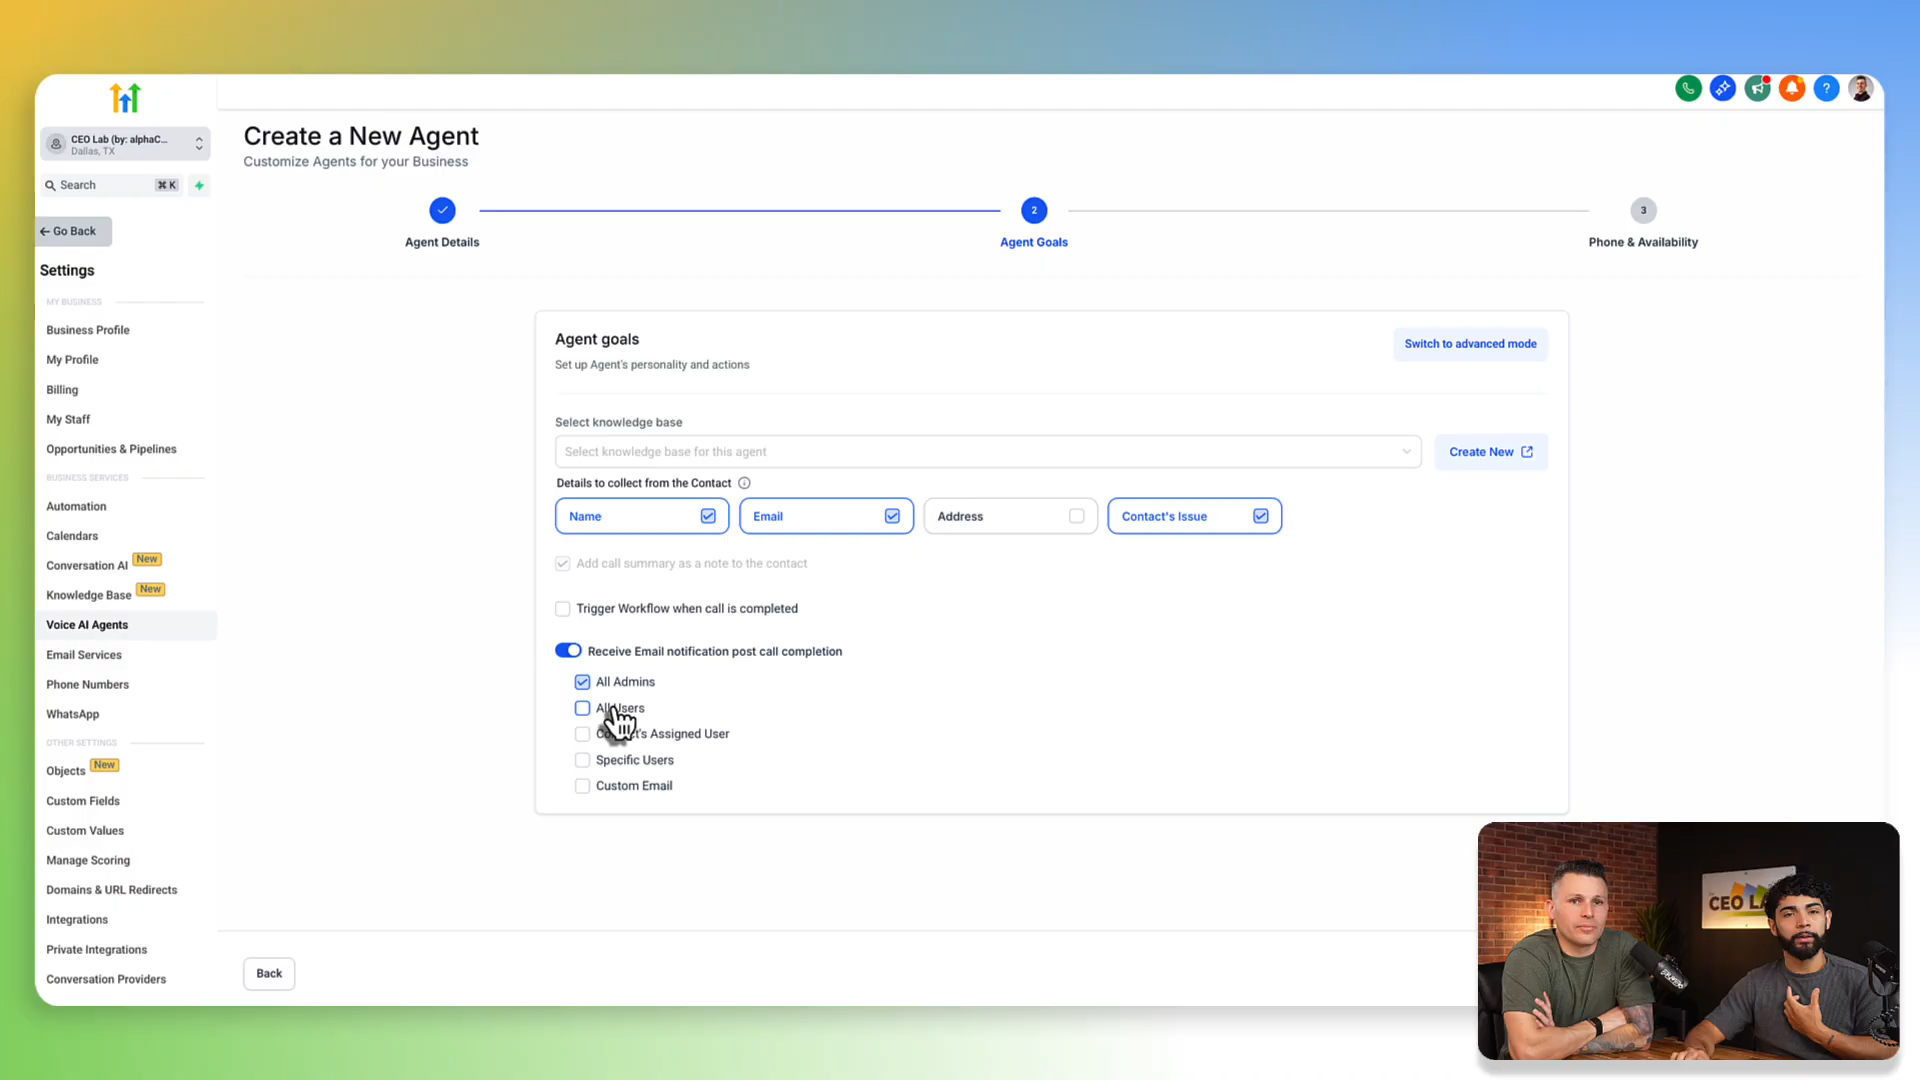 CEO Lab (by: alphaC...
Dallas, TX
Search
⌘ K
← Go Back
Settings
MY BUSINESS
Business Profile
My Profile
Billing
My Staff
Opportunities & Pipelines
BUSINESS SERVICES
Automation
Calendars
Conversation AI New
Knowledge Base New
Voice AI Agents
Email Services
Phone Numbers
WhatsApp
OTHER SETTINGS
Objects New
Custom Fields
Custom Values
Manage Scoring
Domains & URL Redirects
Integrations
Private Integrations
Conversation Providers
Create a New Agent
Customize Agents for your Business
Agent Details
2
Agent Goals
3
Phone & Availability
Agent goals
Set up Agent's personality and actions
Switch to advanced mode
Select knowledge base
Select knowledge base for this agent
Create New
Details to collect from the Contact
Name
Email
Address
Contact's Issue
Add call summary as a note to the contact
Trigger Workflow when call is completed
Receive Email notification post call completion
All Admins
All Users
's Assigned User
Specific Users
Custom Email
Back
?
CEO